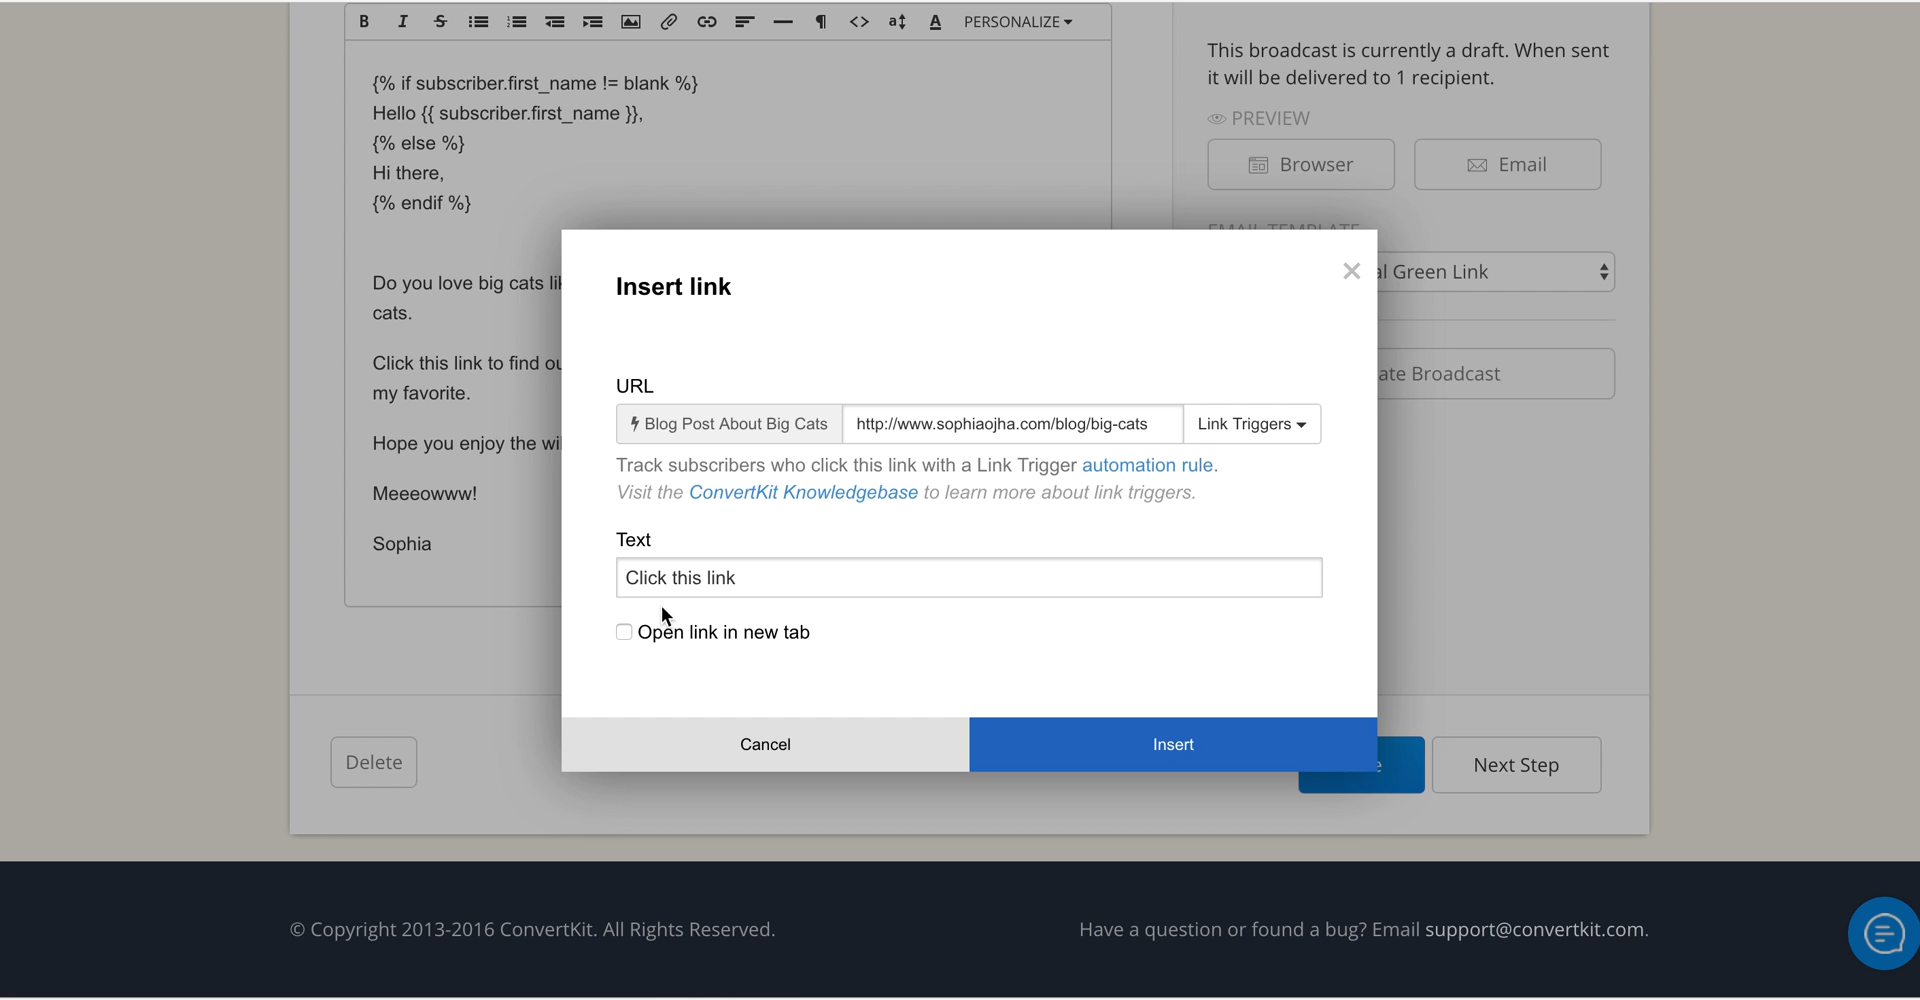 B I S PERSONALIZE
{% if subscriber.first_name != blank %}
Hello {{ subscriber.first_name }},
{% else %}
Hi there,
{% endif %}
Do you love big cats
cats.
Click this link to find
my favorite.
Hope you enjoy the
Meeeowww!
Sophia
This broadcast is currently a draft. When sent
it will be delivered to 1 recipient.
PREVIEW
Browser
Email
EMAIL TEMPLATE
Green Link
Broadcast
Insert link
×
URL
Blog Post About Big Cats
http://www.sophiaojha.com/blog/big-cats
Link Triggers
Track subscribers who click this link with a Link Trigger automation rule.
Visit the ConvertKit Knowledgebase to learn more about link triggers.
Text
Click this link
Open link in new tab
Cancel
Insert
Delete
Next Step
© Copyright 2013-2016 ConvertKit. All Rights Reserved.
Have a question or found a bug? Email support@convertkit.com.